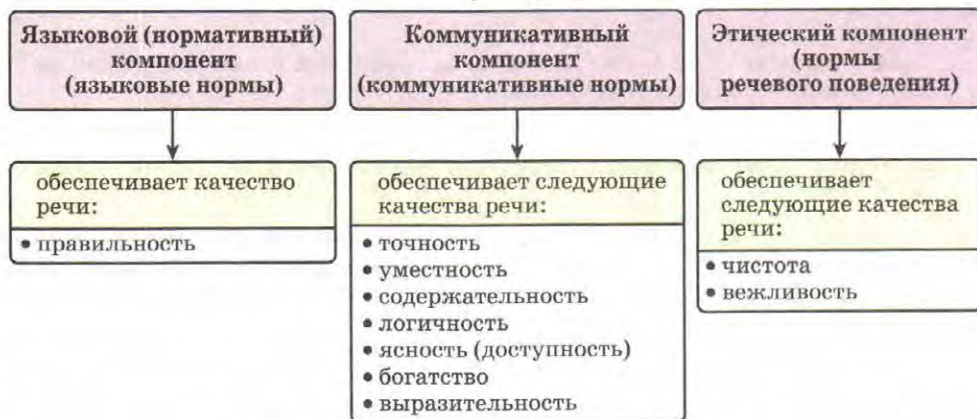 Языковой (нормативный)
компонент
(языковые нормы)
обеспечивает качество
речи:
• правильность
Коммуникативный
компонент
(коммуникативные нормы)
обеспечивает следующие
качества речи:
• точность
• уместность
• содержательность
• логичность
• ясность (доступность)
• богатство
• выразительность
Этический компонент
(нормы
речевого поведения)
обеспечивает
следующие качества
речи:
• чистота
• вежливость